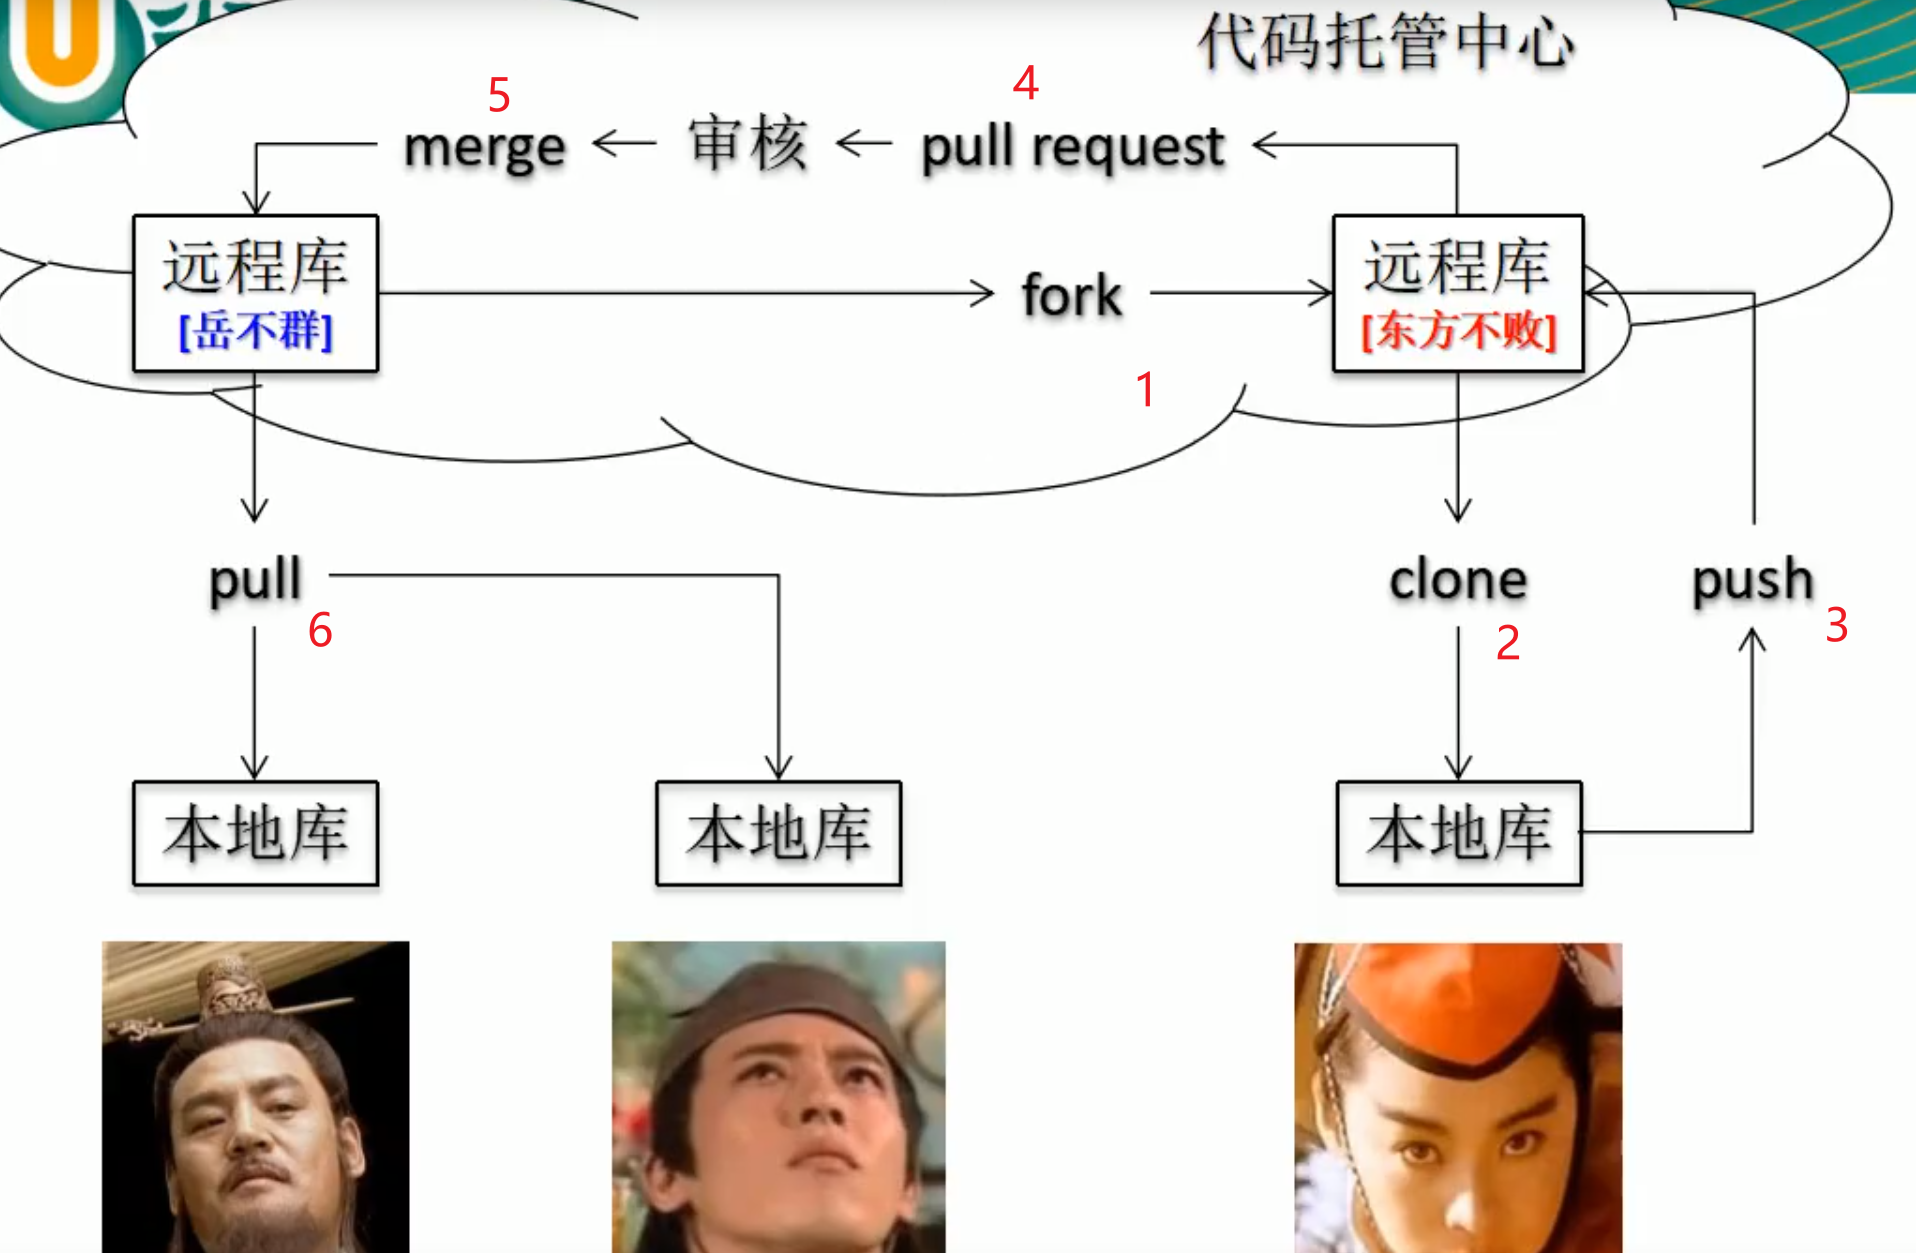 代码托管中心
5
4
merge
审核
pull request
远程库
[岳不群]
fork
远程库
[东方不败]
1
pull
6
clone
2
push
3
本地库
本地库
本地库